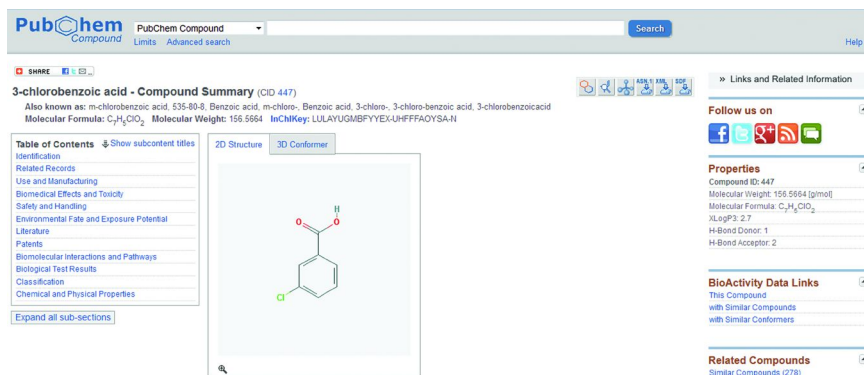 PubChem
Compound
PubChem Compound
Search
Limits Advanced search
Help
SHARE
3-chlorobenzoic acid - Compound Summary (CID 447)
Also known as: m-chlorobenzoic acid, 535-80-8, Benzoic acid, m-chloro-, Benzoic acid, 3-chloro-, 3-chloro-benzoic acid, 3-chlorobenzoicacid
Molecular Formula: C7H5ClO2 Molecular Weight: 156.5664 InChIKey: LULAYUGMBFYYEX-UHFFFAOYSA-N
ASN.1 XML SDF
Table of Contents Show subcontent titles
Identification
Related Records
Use and Manufacturing
Biomedical Effects and Toxicity
Safety and Handling
Environmental Fate and Exposure Potential
Literature
Patents
Biomolecular Interactions and Pathways
Biological Test Results
Classification
Chemical and Physical Properties
Expand all sub-sections
2D Structure 3D Conformer
H
O O
Cl
» Links and Related Information
Follow us on
Properties
Compound ID: 447
Molecular Weight: 156.5664 [g/mol]
Molecular Formula: C7H5ClO2
XLogP3: 2.7
H-Bond Donor: 1
H-Bond Acceptor: 2
BioActivity Data Links
This Compound
with Similar Compounds
with Similar Conformers
Related Compounds
Similar Compounds (278)